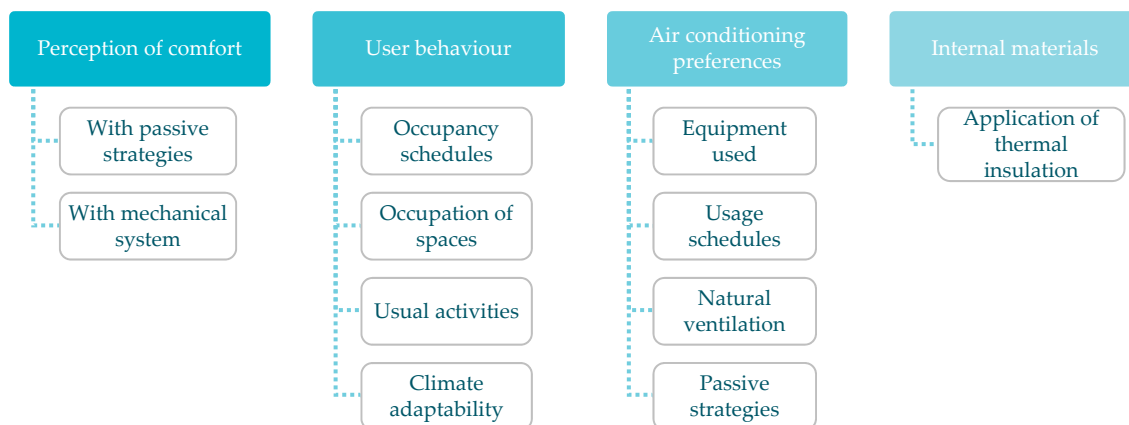 Perception of comfort
With passive
strategies
With mechanical
system
User behaviour
Occupancy
schedules
Occupation of
spaces
Usual activities
Climate
adaptability
Air conditioning
preferences
Equipment
used
Usage
schedules
Natural
ventilation
Passive
strategies
Internal materials
Application of
thermal
insulation